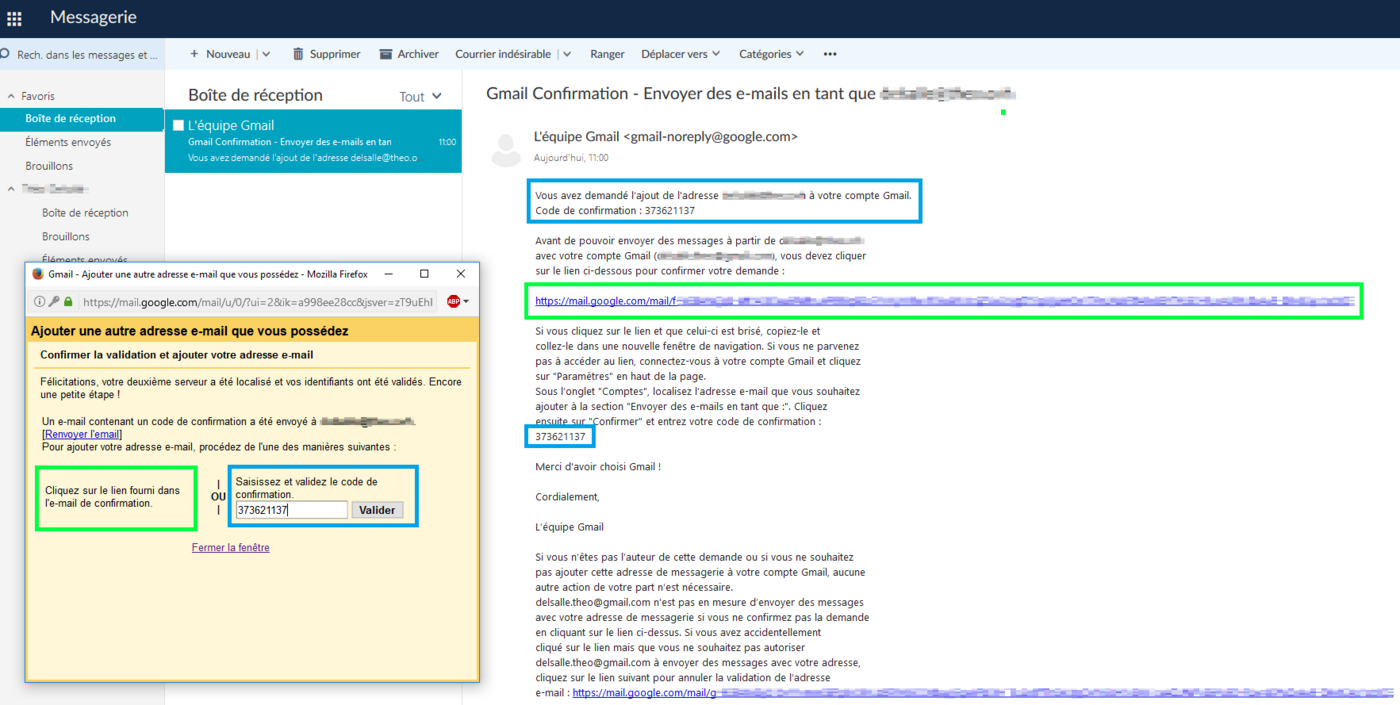 Messagerie
Rech. dans les messages et ...
+ Nouveau
Supprimer
Archiver
Courrier indésirable
Ranger
Déplacer vers
Catégories
Favoris
Boîte de réception
Éléments envoyés
Brouillons
Boîte de réception
Brouillons
Éléments envoyés
Boîte de réception
Tout
L'équipe Gmail
Gmail Confirmation - Envoyer des e-mails en tan
11:00
Vous avez demandé l'ajout de l'adresse delsalle@theo.o
Gmail Confirmation - Envoyer des e-mails en tant que
L'équipe Gmail <gmail-noreply@google.com>
Aujourd'hui, 11:00
Vous avez demandé l'ajout de l'adresse à votre compte Gmail.
Code de confirmation : 373621137
Avant de pouvoir envoyer des messages à partir de
avec votre compte Gmail ( ), vous devez cliquer
sur le lien ci-dessous pour confirmer votre demande :
https://mail.google.com/mail/f
Si vous cliquez sur le lien et que celui-ci est brisé, copiez-le et
collez-le dans une nouvelle fenêtre de navigation. Si vous ne parvenez
pas à accéder au lien, connectez-vous à votre compte Gmail et cliquez
sur "Paramètres" en haut de la page.
Sous l'onglet "Comptes", localisez l'adresse e-mail que vous souhaitez
ajouter à la section "Envoyer des e-mails en tant que :". Cliquez
ensuite sur "Confirmer" et entrez votre code de confirmation :
373621137
Merci d'avoir choisi Gmail !
Cordialement,
L'équipe Gmail
Si vous n'êtes pas l'auteur de cette demande ou si vous ne souhaitez
pas ajouter cette adresse de messagerie à votre compte Gmail, aucune
autre action de votre part n'est nécessaire.
delsalle.theo@gmail.com n'est pas en mesure d'envoyer des messages
avec votre adresse de messagerie si vous ne confirmez pas la demande
en cliquant sur le lien ci-dessus. Si vous avez accidentellement
cliqué sur le lien mais que vous ne souhaitez pas autoriser
delsalle.theo@gmail.com à envoyer des messages avec votre adresse,
cliquez sur le lien suivant pour annuler la validation de l'adresse
e-mail : https://mail.google.com/mail/g
Gmail - Ajouter une autre adresse e-mail que vous possédez - Mozilla Firefox
https://mail.google.com/mail/u/0/?ui=2&ik=a998ee28cc&jsver=zT9uEhI
ABP
Ajouter une autre adresse e-mail que vous possédez
Confirmer la validation et ajouter votre adresse e-mail
Félicitations, votre deuxième serveur a été localisé et vos identifiants ont été validés. Encore
une petite étape !
Un e-mail contenant un code de confirmation a été envoyé à
[Renvoyer l'email]
Pour ajouter votre adresse e-mail, procédez de l'une des manières suivantes :
Cliquez sur le lien fourni dans
l'e-mail de confirmation.
OU
Saisissez et validez le code de
confirmation.
373621137
Valider
Fermer la fenêtre